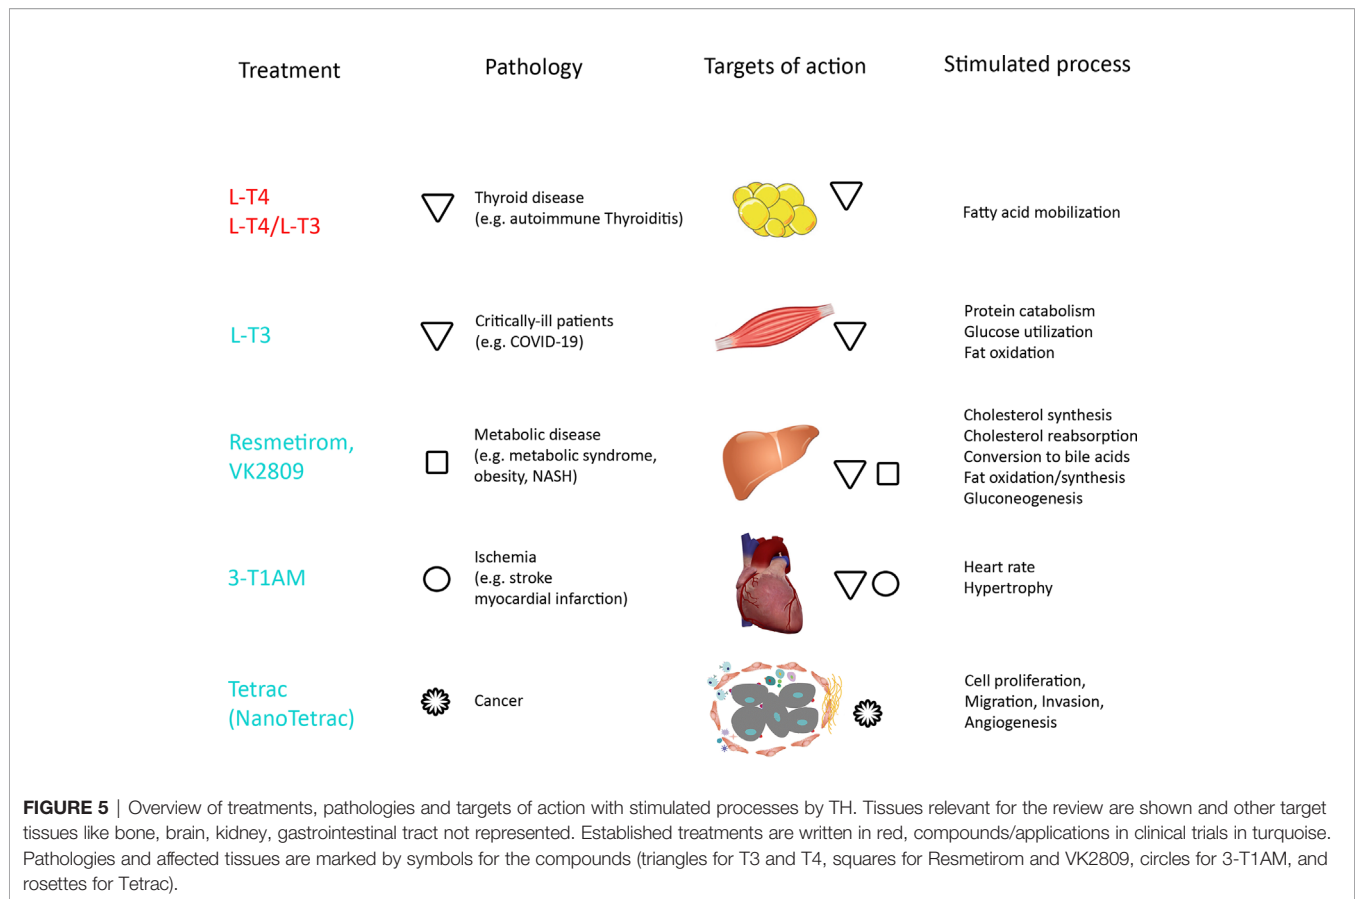 Treatment
Pathology
Targets of action
Stimulated process
L-T4
L-T4/L-T3
Thyroid disease
(e.g. autoimmune Thyroiditis)
Fatty acid mobilization
L-T3
Critically-ill patients
(e.g. COVID-19)
Protein catabolism
Glucose utilization
Fat oxidation
Resmetirom,
VK2809
Metabolic disease
(e.g. metabolic syndrome,
obesity, NASH)
Cholesterol synthesis
Cholesterol reabsorption
Conversion to bile acids
Fat oxidation/synthesis
Gluconeogenesis
3-T1AM
Ischemia
(e.g. stroke
myocardial infarction)
Heart rate
Hypertrophy
Tetrac
(NanoTetrac)
Cancer
Cell proliferation,
Migration, Invasion,
Angiogenesis
FIGURE 5 | Overview of treatments, pathologies and targets of action with stimulated processes by TH. Tissues relevant for the review are shown and other target
tissues like bone, brain, kidney, gastrointestinal tract not represented. Established treatments are written in red, compounds/applications in clinical trials in turquoise.
Pathologies and affected tissues are marked by symbols for the compounds (triangles for T3 and T4, squares for Resmetirom and VK2809, circles for 3-T1AM, and
rosettes for Tetrac).